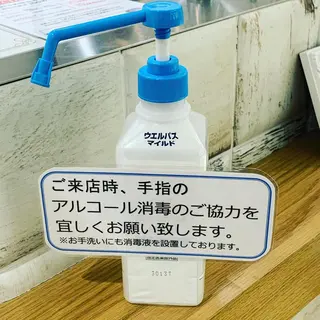 ウエルパス
マイルド
ご来店時、手指の
アルコール消毒のご協力を
宜しくお願い致します。
※お手洗いにも消毒液を設置しております。